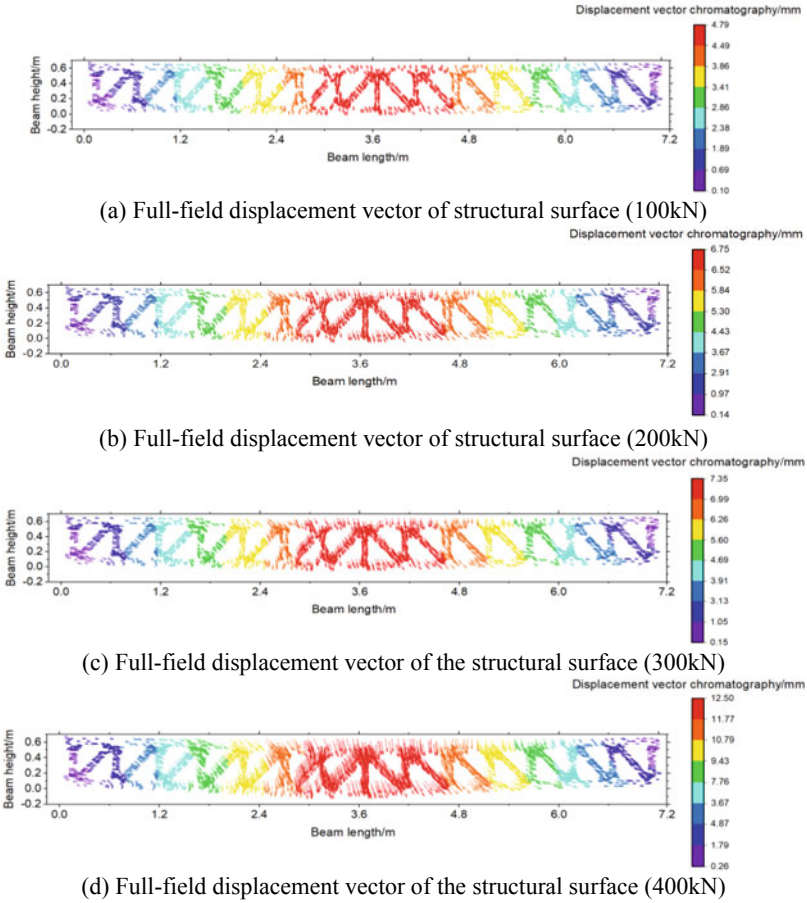 Displacement vector chromatography/mm
4.79
4.49
3.86
3.41
2.86
2.38
1.89
0.69
0.10
Beam height/m
0.6
0.4
0.2
0.0
-0.2
0.0 1.2 2.4 3.6 4.8 6.0 7.2
Beam length/m
(a) Full-field displacement vector of structural surface (100kN)
Displacement vector chromatography/mm
6.75
6.52
5.84
5.30
4.43
3.67
2.91
0.97
0.14
Beam height/m
0.6
0.4
0.2
0.0
-0.2
0.0 1.2 2.4 3.6 4.8 6.0 7.2
Beam length/m
(b) Full-field displacement vector of structural surface (200kN)
Displacement vector chromatography/mm
7.35
6.99
6.26
5.60
4.69
3.91
3.13
1.05
0.15
Beam height/m
0.6
0.4
0.2
0.0
-0.2
0.0 2.4 3.6 4.8 7.2
Beam length/m
(c) Full-field displacement vector of the structural surface (300kN)
Displacement vector chromatography/mm
12.50
11.77
10.79
9.43
7.76
3.67
4.87
1.79
0.26
Beam height/m
0.6
0.4
0.2
0.0
-0.2
0.0 1.2 2.4 3.6 4.8 6.0 7.2
Beam length/m
(d) Full-field displacement vector of the structural surface (400kN)